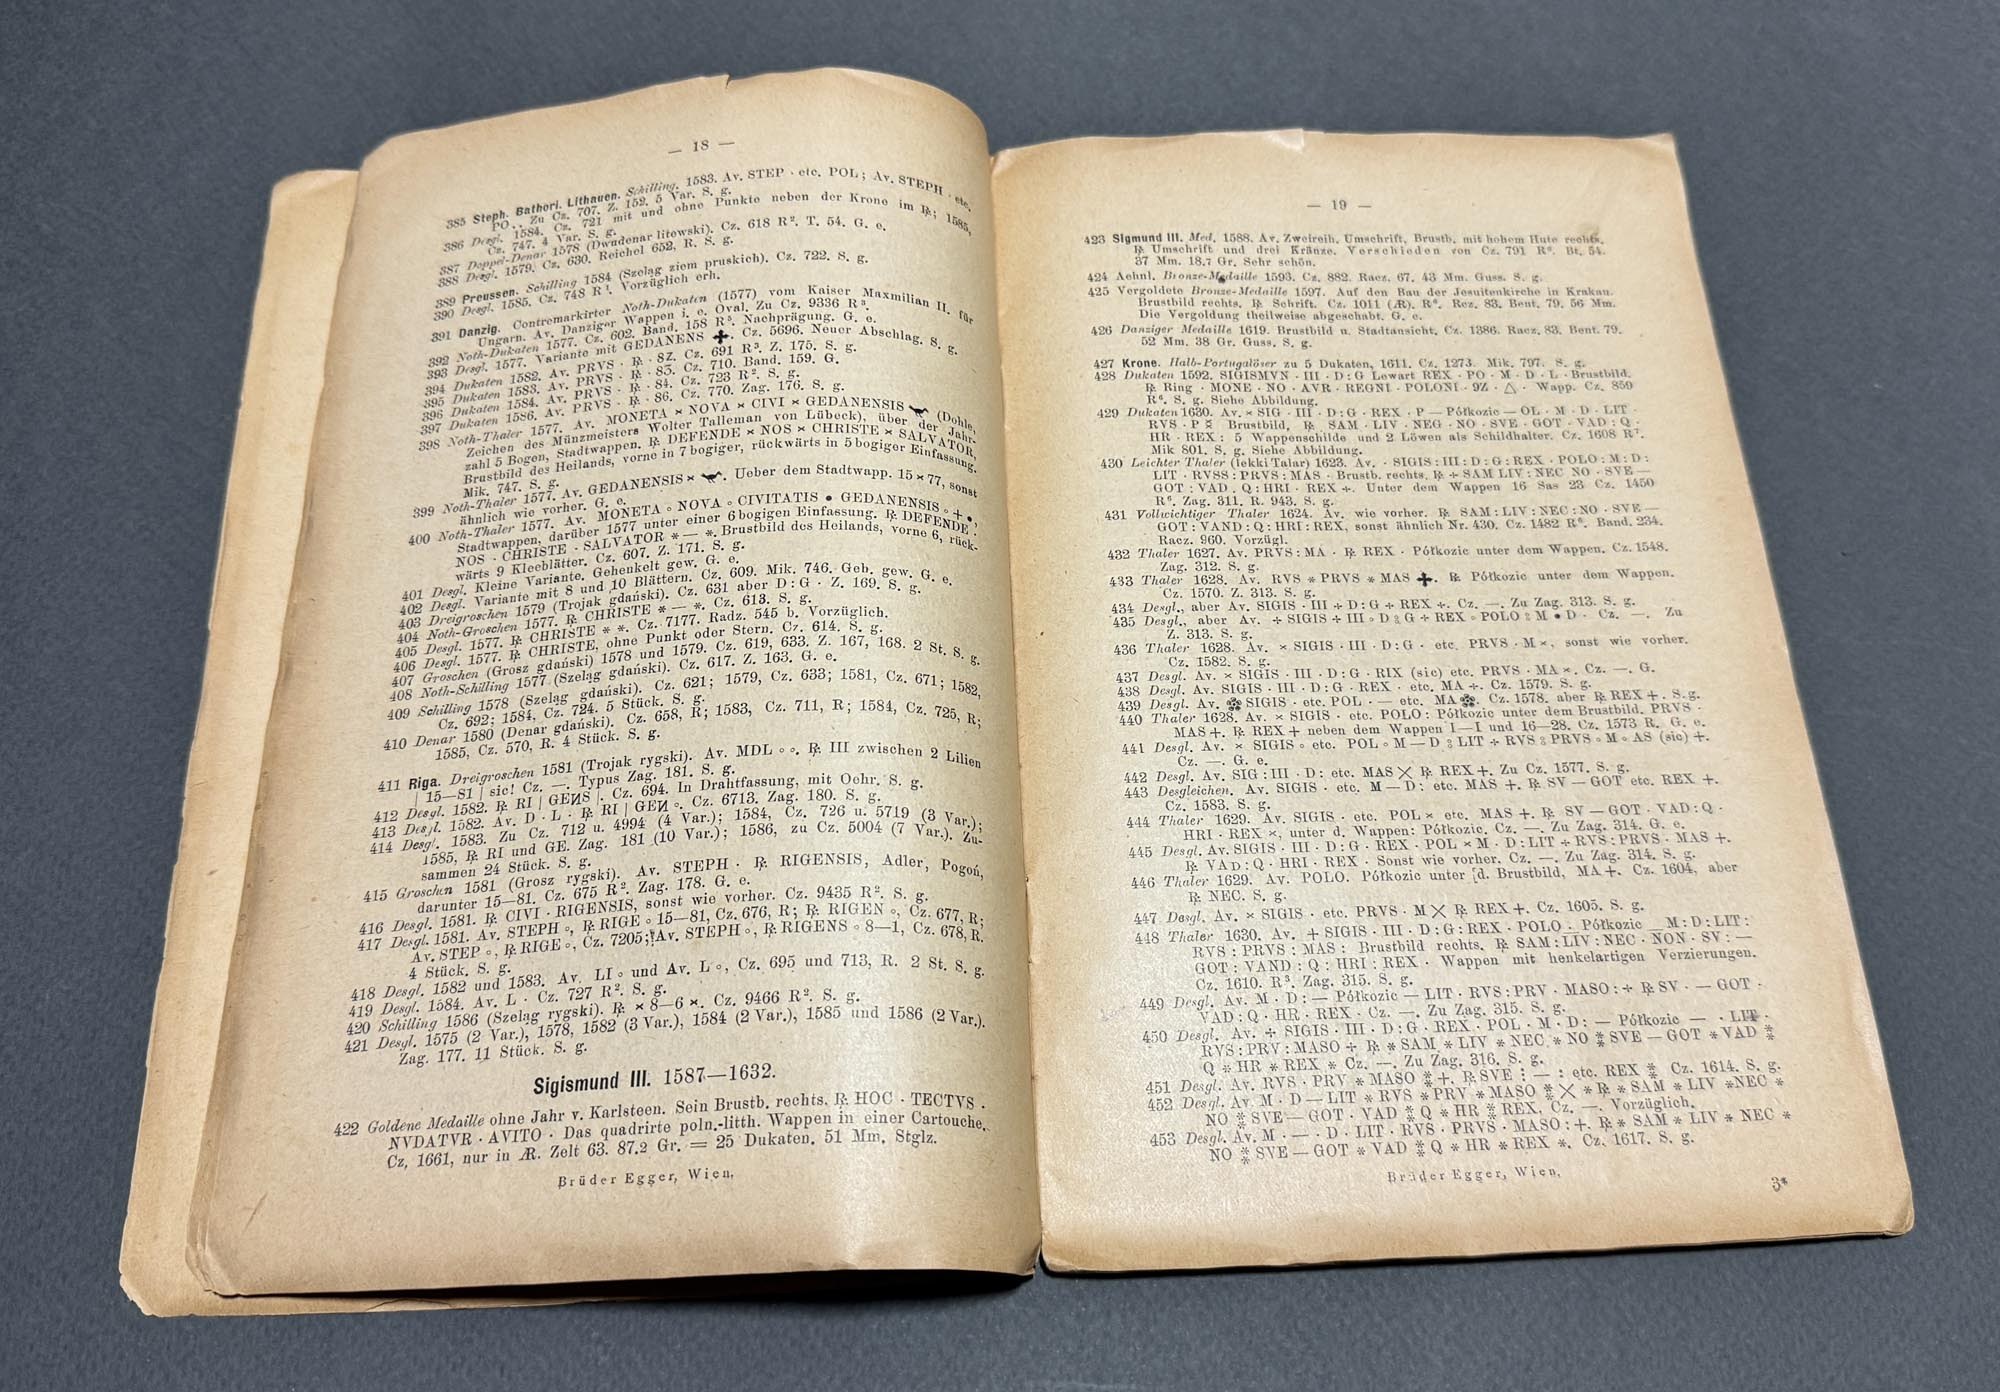 — 18 —
385 Steph. Bathori. Lithauen. Schilling. 1583. Av. STEP · etc. POL; Av. STEPH · etc.
PO.. Zu Cz. 707. Z. 152. 5 Var. S. g.
386 Desgl. 1584. Cz. 721 mit und ohne Punkte neben der Krone im ℞; 1585,
Cz. 747. 4 Var. S. g.
387 Doppel-Denar 1578 (Dwudenar litewski). Cz. 618 R². T. 54. G. e.
388 Desgl. 1579. Cz. 630. Reichel 652, R. S. g.
389 Preussen. Schilling 1584 (Szeląg ziem pruskich). Cz. 722. S. g.
390 Desgl. 1585. Cz. 748 R¹. Vorzüglich erh.
391 Danzig. Contremarkirter Noth-Dukaten (1577) vom Kaiser Maximilian II. für
Ungarn. Av. Danziger Wappen i. e. Oval. Zu Cz. 9336 R³.
392 Noth-Dukaten 1577. Cz. 602. Band. 158 R⁵. Nachprägung. G. e.
393 Desgl. 1577. Variante mit GEDANENS ✤. Cz. 5696. Neuer Abschlag. S. g.
394 Dukaten 1582. Av. PRVS · ℞ · 8Z. Cz. 691 R³. Z. 175. S. g.
395 Dukaten 1583. Av. PRVS · ℞ · 83. Cz. 710. Band. 159. G.
396 Dukaten 1584. Av. PRVS · ℞ · 84. Cz. 723 R². S. g.
397 Dukaten 1586. Av. PRVS · ℞ · 86. Cz. 770. Zag. 176. S. g.
398 Noth-Thaler 1577. Av. MONETA × NOVA × CIVI × GEDANENSIS (Dohle,
Zeichen des Münzmeisters Wolter Talleman von Lübeck), über der Jahr-
zahl 5 Bogen, Stadtwappen. ℞ DEFENDE × NOS × CHRISTE × SALVATOR,
Brustbild des Heilands, vorne in 7 bogiger, rückwärts in 5 bogiger Einfassung.
Mik. 747. S. g.
399 Noth-Thaler 1577. Av. GEDANENSIS × . Ueber dem Stadtwapp. 15 × 77, sonst
ähnlich wie vorher. G. e.
400 Noth-Thaler 1577. Av. MONETA ∘ NOVA ∘ CIVITATIS • GEDANENSIS ∘ + •,
Stadtwappen, darüber 1577 unter einer 6 bogigen Einfassung. ℞ DEFENDE ·
NOS · CHRISTE · SALVATOR * — *. Brustbild des Heilands, vorne 6, rück-
wärts 9 Kleeblätter. Cz. 607. Z. 171. S. g.
401 Desgl. Kleine Variante. Gehenkelt gew. G. e.
402 Desgl. Variante mit 8 und 10 Blättern. Cz. 609. Mik. 746. Geb. gew. G. e.
403 Dreigroschen 1579 (Trojak gdański). Cz. 631 aber D : G · Z. 169. S. g.
404 Noth-Groschen 1577. ℞ CHRISTE * — *. Cz. 613. S. g.
405 Desgl. 1577. ℞ CHRISTE * *. Cz. 7177. Radz. 545 b. Vorzüglich.
406 Desgl. 1577. ℞ CHRISTE, ohne Punkt oder Stern. Cz. 614. S. g.
407 Groschen (Grosz gdański) 1578 und 1579. Cz. 619, 633. Z. 167, 168. 2 St. S. g.
408 Noth-Schilling 1577 (Szeląg gdański). Cz. 617. Z. 163. G. e.
409 Schilling 1578 (Szeląg gdański). Cz. 621; 1579, Cz. 633; 1581, Cz. 671; 1582,
Cz. 692; 1584, Cz. 724. 5 Stück. S. g.
410 Denar 1580 (Denar gdański). Cz. 658, R; 1583, Cz. 711, R; 1584, Cz. 725, R;
1585, Cz. 570, R. 4 Stück. S. g.
411 Riga. Dreigroschen 1581 (Trojak rygski). Av. MDL ∘ ∘. ℞ III zwischen 2 Lilien
| 15—81 | sic! Cz. —. Typus Zag. 181. S. g.
412 Desgl. 1582. ℞ RI | GEИS |. Cz. 694. In Drahtfassung, mit Oehr. S. g.
413 Desgl. 1582. Av. D · L · ℞ RI | GEИ ∘. Cz. 6713. Zag. 180. S. g.
414 Desgl. 1583. Zu Cz. 712 u. 4994 (4 Var.); 1584, Cz. 726 u. 5719 (3 Var.);
1585, ℞ RI und GE. Zag. 181 (10 Var.); 1586, zu Cz. 5004 (7 Var.). Zu-
sammen 24 Stück. S. g.
415 Groschen 1581 (Grosz rygski). Av. STEPH · ℞ RIGENSIS, Adler, Pogoń,
darunter 15—81. Cz. 675 R². Zag. 178. G. e.
416 Desgl. 1581. ℞ CIVI · RIGENSIS, sonst wie vorher. Cz. 9435 R². S. g.
417 Desgl. 1581. Av. STEPH ∘, ℞ RIGE ∘ 15—81, Cz. 676, R; ℞ RIGEN ∘, Cz. 677, R;
Av. STEP ∘, ℞ RIGE ∘, Cz. 7205; Av. STEPH ∘, ℞ RIGENS ∘ 8—1, Cz. 678, R.
4 Stück. S. g.
418 Desgl. 1582 und 1583. Av. LI ∘ und Av. L ∘, Cz. 695 und 713, R. 2 St. S. g.
419 Desgl. 1584. Av. L · Cz. 727 R². S. g.
420 Schilling 1586 (Szeląg rygski). ℞ × 8—6 ×. Cz. 9466 R². S. g.
421 Desgl. 1575 (2 Var.), 1578, 1582 (3 Var.), 1584 (2 Var.), 1585 und 1586 (2 Var.).
Zag. 177. 11 Stück. S. g.
Sigismund III. 1587—1632.
422 Goldene Medaille ohne Jahr v. Karlsteen. Sein Brustb. rechts. ℞ HOC · TECTVS ·
NVDATVR · AVITO · Das quadrirte poln.-litth. Wappen in einer Cartouche.
Cz. 1661, nur in Æ. Zelt 63. 87.2 Gr. = 25 Dukaten. 51 Mm. Stglz.
Brüder Egger, Wien.
— 19 —
423 Sigmund III. Med. 1588. Av. Zweireih. Umschrift, Brustb. mit hohem Hute rechts.
℞ Umschrift und drei Kränze. Verschieden von Cz. 791 R⁶. Bt. 54.
37 Mm. 18.7 Gr. Sehr schön.
424 Aehnl. Bronze-Medaille 1593. Cz. 882. Racz. 67. 43 Mm. Guss. S. g.
425 Vergoldete Bronze-Medaille 1597. Auf den Bau der Jesuitenkirche in Krakau.
Brustbild rechts. ℞ Schrift. Cz. 1011 (Æ). R⁶. Rcz. 83. Bent. 79. 56 Mm.
Die Vergoldung theilweise abgeschabt. G. e.
426 Danziger Medaille 1619. Brustbild u. Stadtansicht. Cz. 1386. Racz. 83. Bent. 79.
52 Mm. 38 Gr. Guss. S. g.
427 Krone. Halb-Portugalöser zu 5 Dukaten, 1611. Cz. 1273. Mik. 797. S. g.
428 Dukaten 1592. SIGISMVN · III · D : G Lewart REX · PO · M · D · L · Brustbild.
℞ Ring · MONE · NO · AVR · REGNI · POLONI · 9Z · △ · Wapp. Cz. 859
R⁶. S. g. Siehe Abbildung.
429 Dukaten 1630. Av. × SIG · III · D : G · REX · P — Półkozic — OL · M · D · LIT ·
RVS · P Brustbild. ℞ SAM · LIV · NEG · NO · SVE · GOT · VAD : Q ·
HR · REX : 5 Wappenschilde und 2 Löwen als Schildhalter. Cz. 1608 R⁷.
Mik 801. S. g. Siehe Abbildung.
430 Leichter Thaler (lekki Talar) 1623. Av. · SIGIS : III : D : G : REX · POLO : M : D :
LIT · RVSS : PRVS : MAS · Brustb. rechts. ℞ ÷ SAM LIV : NEC NO · SVE —
GOT : VAD . Q : HRI · REX ÷. Unter dem Wappen 16 Sas 23 Cz. 1450
R⁶. Zag. 311. R. 943. S. g.
431 Vollwichtiger Thaler 1624. Av. wie vorher. ℞ SAM : LIV : NEC : NO · SVE —
GOT : VAND : Q : HRI : REX, sonst ähnlich Nr. 430. Cz. 1482 R⁶. Band. 234.
Racz. 960. Vorzügl.
432 Thaler 1627. Av. PRVS : MA · ℞ REX · Półkozic unter dem Wappen. Cz. 1548.
Zag. 312. S. g.
433 Thaler 1628. Av. RVS * PRVS * MAS ✤. ℞ Półkozic unter dem Wappen.
Cz. 1570. Z. 313. S. g.
434 Desgl., aber Av. SIGIS · III ÷ D : G ÷ REX ÷. Cz. —. Zu Zag. 313. S. g.
435 Desgl., aber Av. ÷ SIGIS ÷ III ∘ D G ÷ REX ∘ POLO M • D · Cz. —. Zu
Z. 313. S. g.
436 Thaler 1628. Av. × SIGIS · III · D : G · etc. PRVS · M ×, sonst wie vorher.
Cz. 1582. S. g.
437 Desgl. Av. × SIGIS · III · D : G · RIX (sic) etc. PRVS · MA ×. Cz. —. G.
438 Desgl. Av. SIGIS · III · D : G · REX · etc. MA ÷. Cz. 1579. S. g.
439 Desgl. Av. ❀ SIGIS · etc. POL · — etc. MA ❀. Cz. 1578. aber ℞ REX +. S. g.
440 Thaler 1628. Av. × SIGIS · etc. POLO : Półkozic unter dem Brustbild. PRVS ·
MAS +. ℞ REX + neben dem Wappen I—I und 16—28. Cz. 1573 R. G. e.
441 Desgl. Av. × SIGIS ∘ etc. POL ∘ M — D LIT ÷ RVS PRVS ∘ M ∘ AS (sic) +.
Cz. —. G. e.
442 Desgl. Av. SIG : III · D : etc. MAS ╳ ℞ REX +. Zu Cz. 1577. S. g.
443 Desgleichen. Av. SIGIS · etc. M — D : etc. MAS +. ℞ SV — GOT etc. REX +.
Cz. 1583. S. g.
444 Thaler 1629. Av. SIGIS · etc. POL × etc. MAS +. ℞ SV — GOT · VAD : Q ·
HRI · REX ×, unter d. Wappen: Półkozic. Cz. —. Zu Zag. 314. G. e.
445 Desgl. Av. SIGIS · III · D : G · REX · POL × M · D : LIT + RVS : PRVS · MAS +.
℞ VAD : Q · HRI · REX · Sonst wie vorher. Cz. —. Zu Zag. 314. S. g.
446 Thaler 1629. Av. POLO. Półkozic unter [d. Brustbild, MA +. Cz. 1604, aber
℞ NEC. S. g.
447 Desgl. Av. × SIGIS · etc. PRVS · M ╳ ℞ REX +. Cz. 1605. S. g.
448 Thaler 1630. Av. + SIGIS · III · D : G : REX · POLO · Półkozic — M : D : LIT :
RVS : PRVS : MAS : Brustbild rechts. ℞ SAM : LIV : NEC · NON · SV : —
GOT : VAND : Q : HRI : REX · Wappen mit henkelartigen Verzierungen.
Cz. 1610. R³. Zag. 315. S. g.
449 Desgl. Av. M · D : — Półkozic — LIT · RVS : PRV · MASO : ÷ ℞ SV · — GOT ·
VAD : Q · HR · REX · Cz. —. Zu Zag. 315. S. g.
450 Desgl. Av. ÷ SIGIS · III · D : G · REX · POL · M · D : — Półkozic — · LIT ·
RVS : PRV : MASO ÷ ℞ * SAM * LIV * NEC * NO ⁑ SVE — GOT * VAD ⁑
Q * HR * REX * Cz. —. Zu Zag. 316. S. g.
451 Desgl. Av. RVS · PRV * MASO ⁑ +. ℞ SVE : — : etc. REX ⁑ Cz. 1614. S. g.
452 Desgl. Av. M · D — LIT * RVS * PRV * MASO ⁑ ╳ * ℞ * SAM * LIV * NEC *
NO ⁑ SVE — GOT · VAD ⁑ Q * HR ⁑ REX. Cz. —. Vorzüglich.
453 Desgl. Av. M · — · D · LIT · RVS · PRVS · MASO : +. ℞ * SAM * LIV * NEC *
NO ⁑ SVE — GOT * VAD ⁑ Q * HR * REX *. Cz. 1617. S. g.
Brüder Egger, Wien.
3*